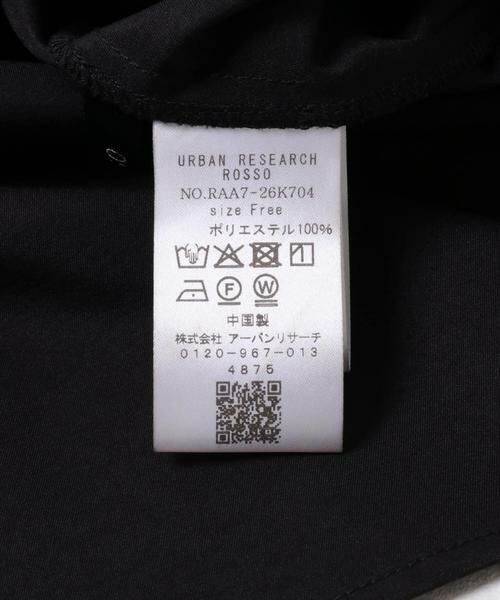 URBAN RESEARCH
ROSSO
NO.RAA7-26K704
size Free
ポリエステル100%
F W
中国製
株式会社 アーバンリサーチ
0120-967-013
4875